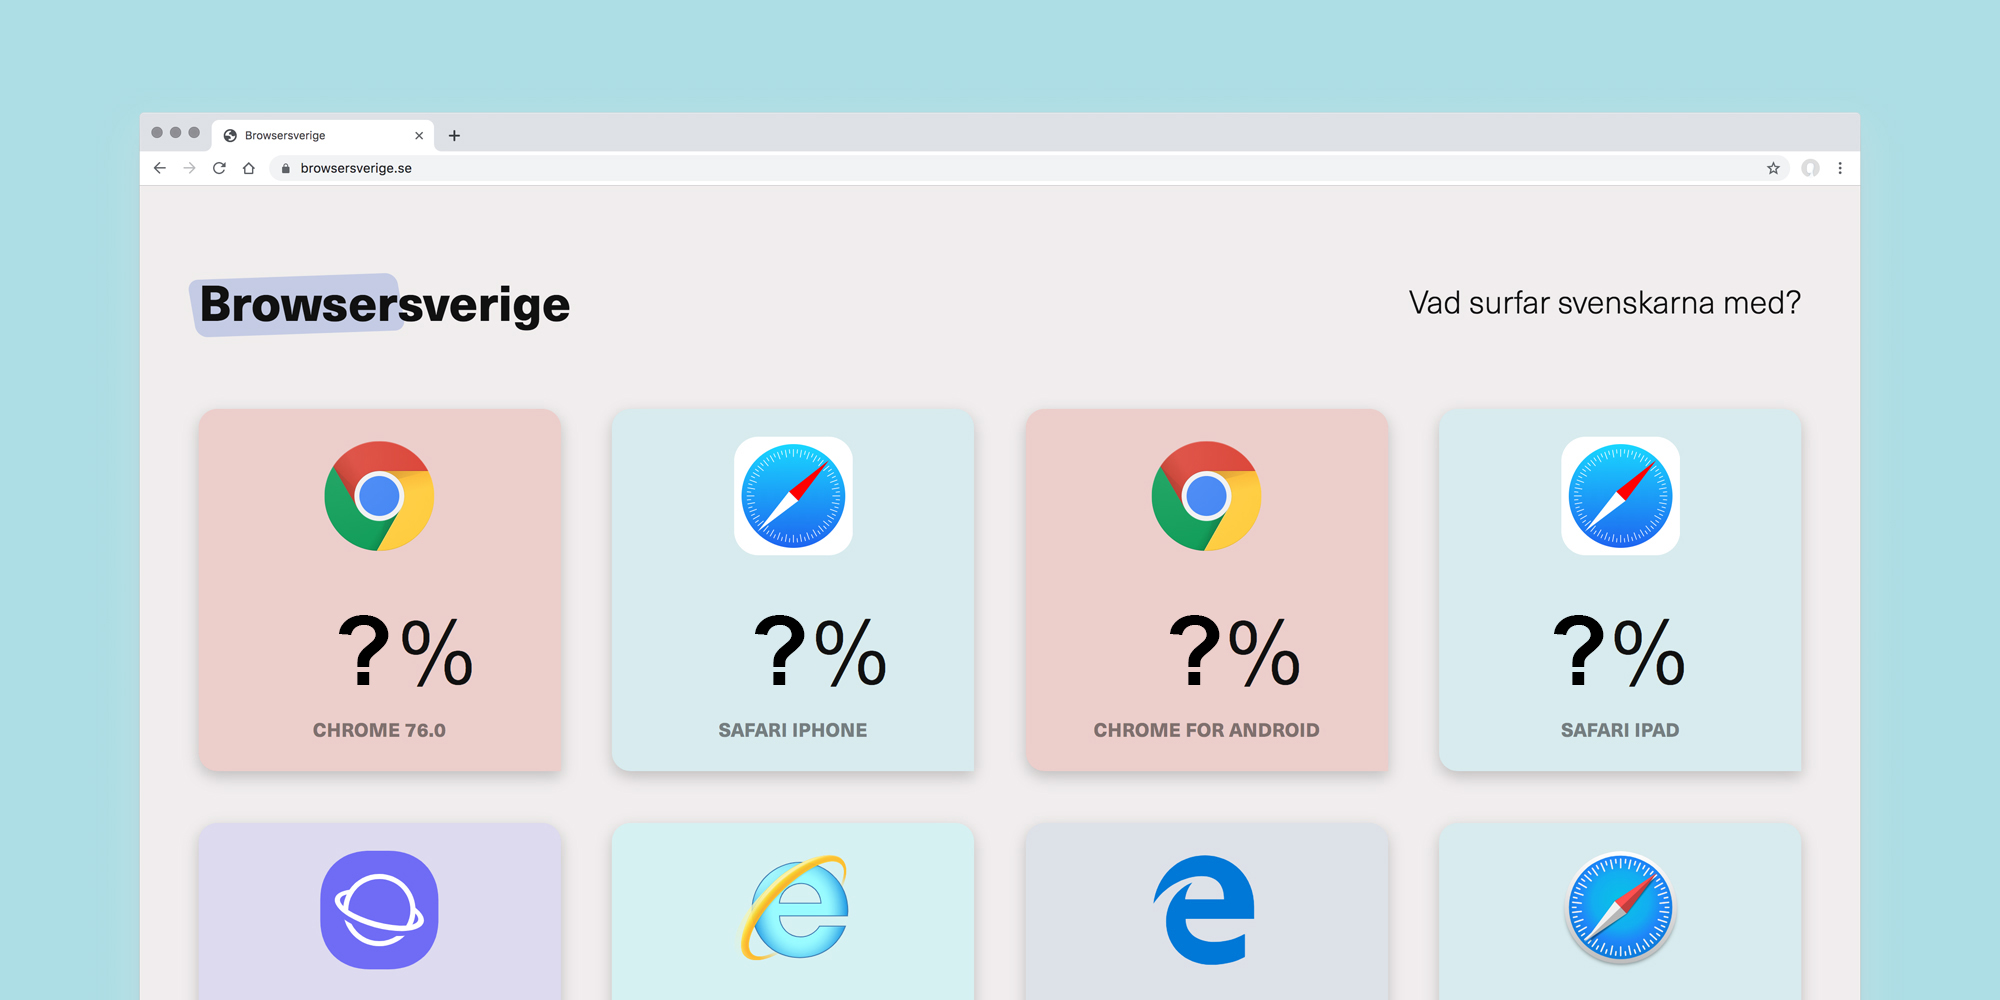 Browsersverige
browsersverige.se
Browsersverige
Vad surfar svenskarna med?
?%
?%
?%
?%
CHROME 76.0
SAFARI IPHONE
CHROME FOR ANDROID
SAFARI IPAD